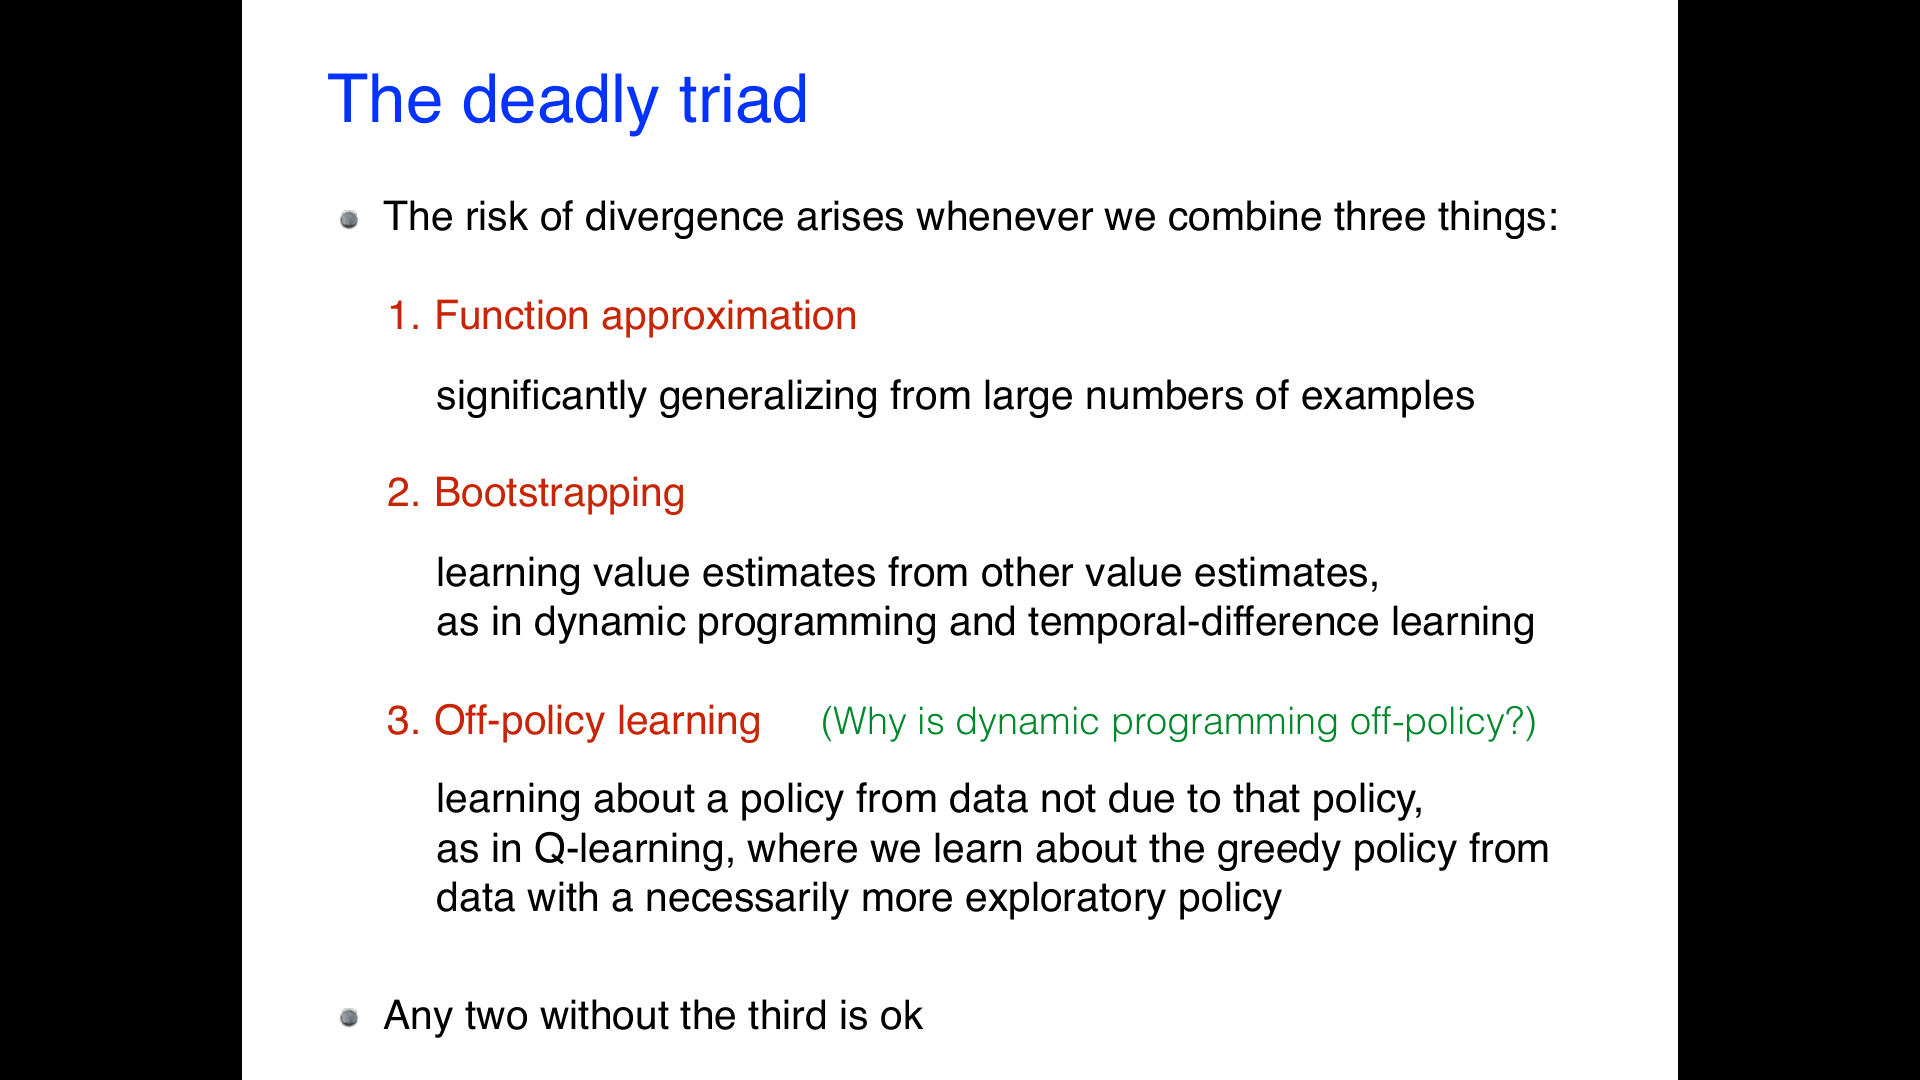 The deadly triad
The risk of divergence arises whenever we combine three things:
1. Function approximation
significantly generalizing from large numbers of examples
2. Bootstrapping
learning value estimates from other value estimates,
as in dynamic programming and temporal-difference learning
3. Off-policy learning (Why is dynamic programming off-policy?)
learning about a policy from data not due to that policy,
as in Q-learning, where we learn about the greedy policy from
data with a necessarily more exploratory policy
Any two without the third is ok